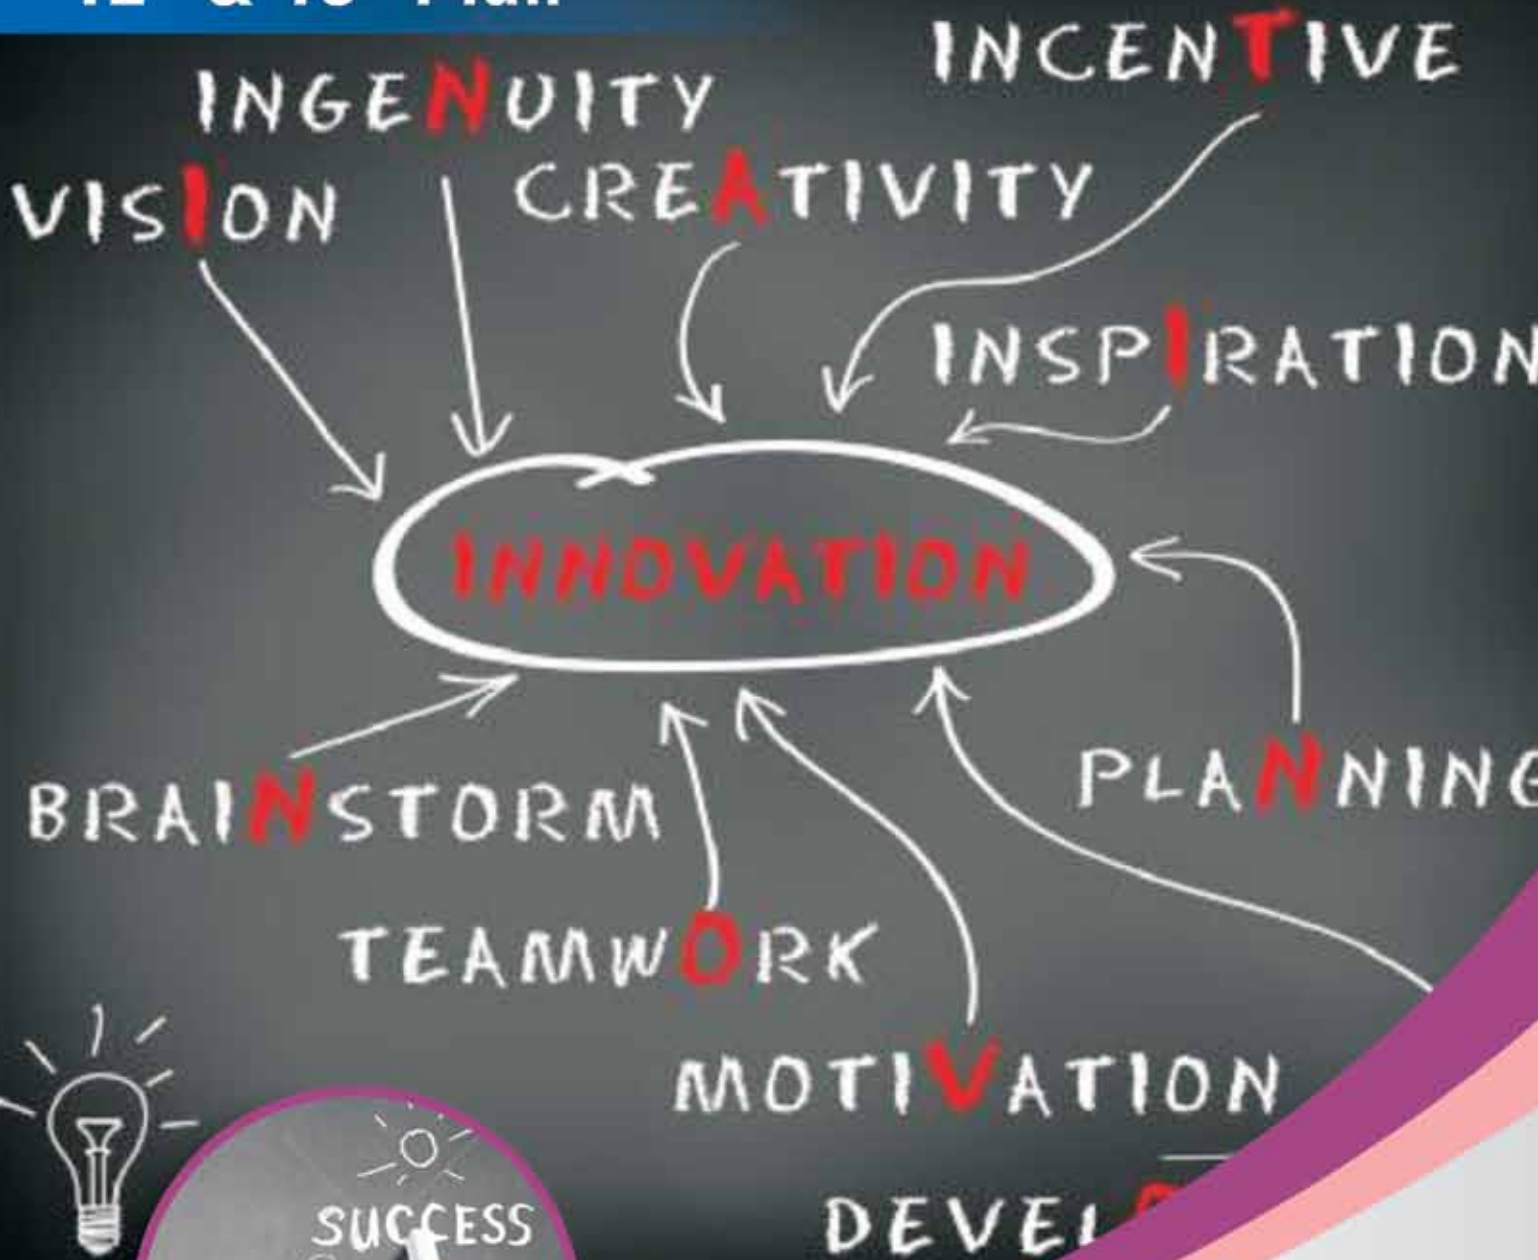 INCENTIVE
INGENUITY
CREATIVITY
VISION
INSPIRATION
INNOVATION
PLANNING
BRAINSTORM
TEAMWORK
MOTIVATION
SUCCESS